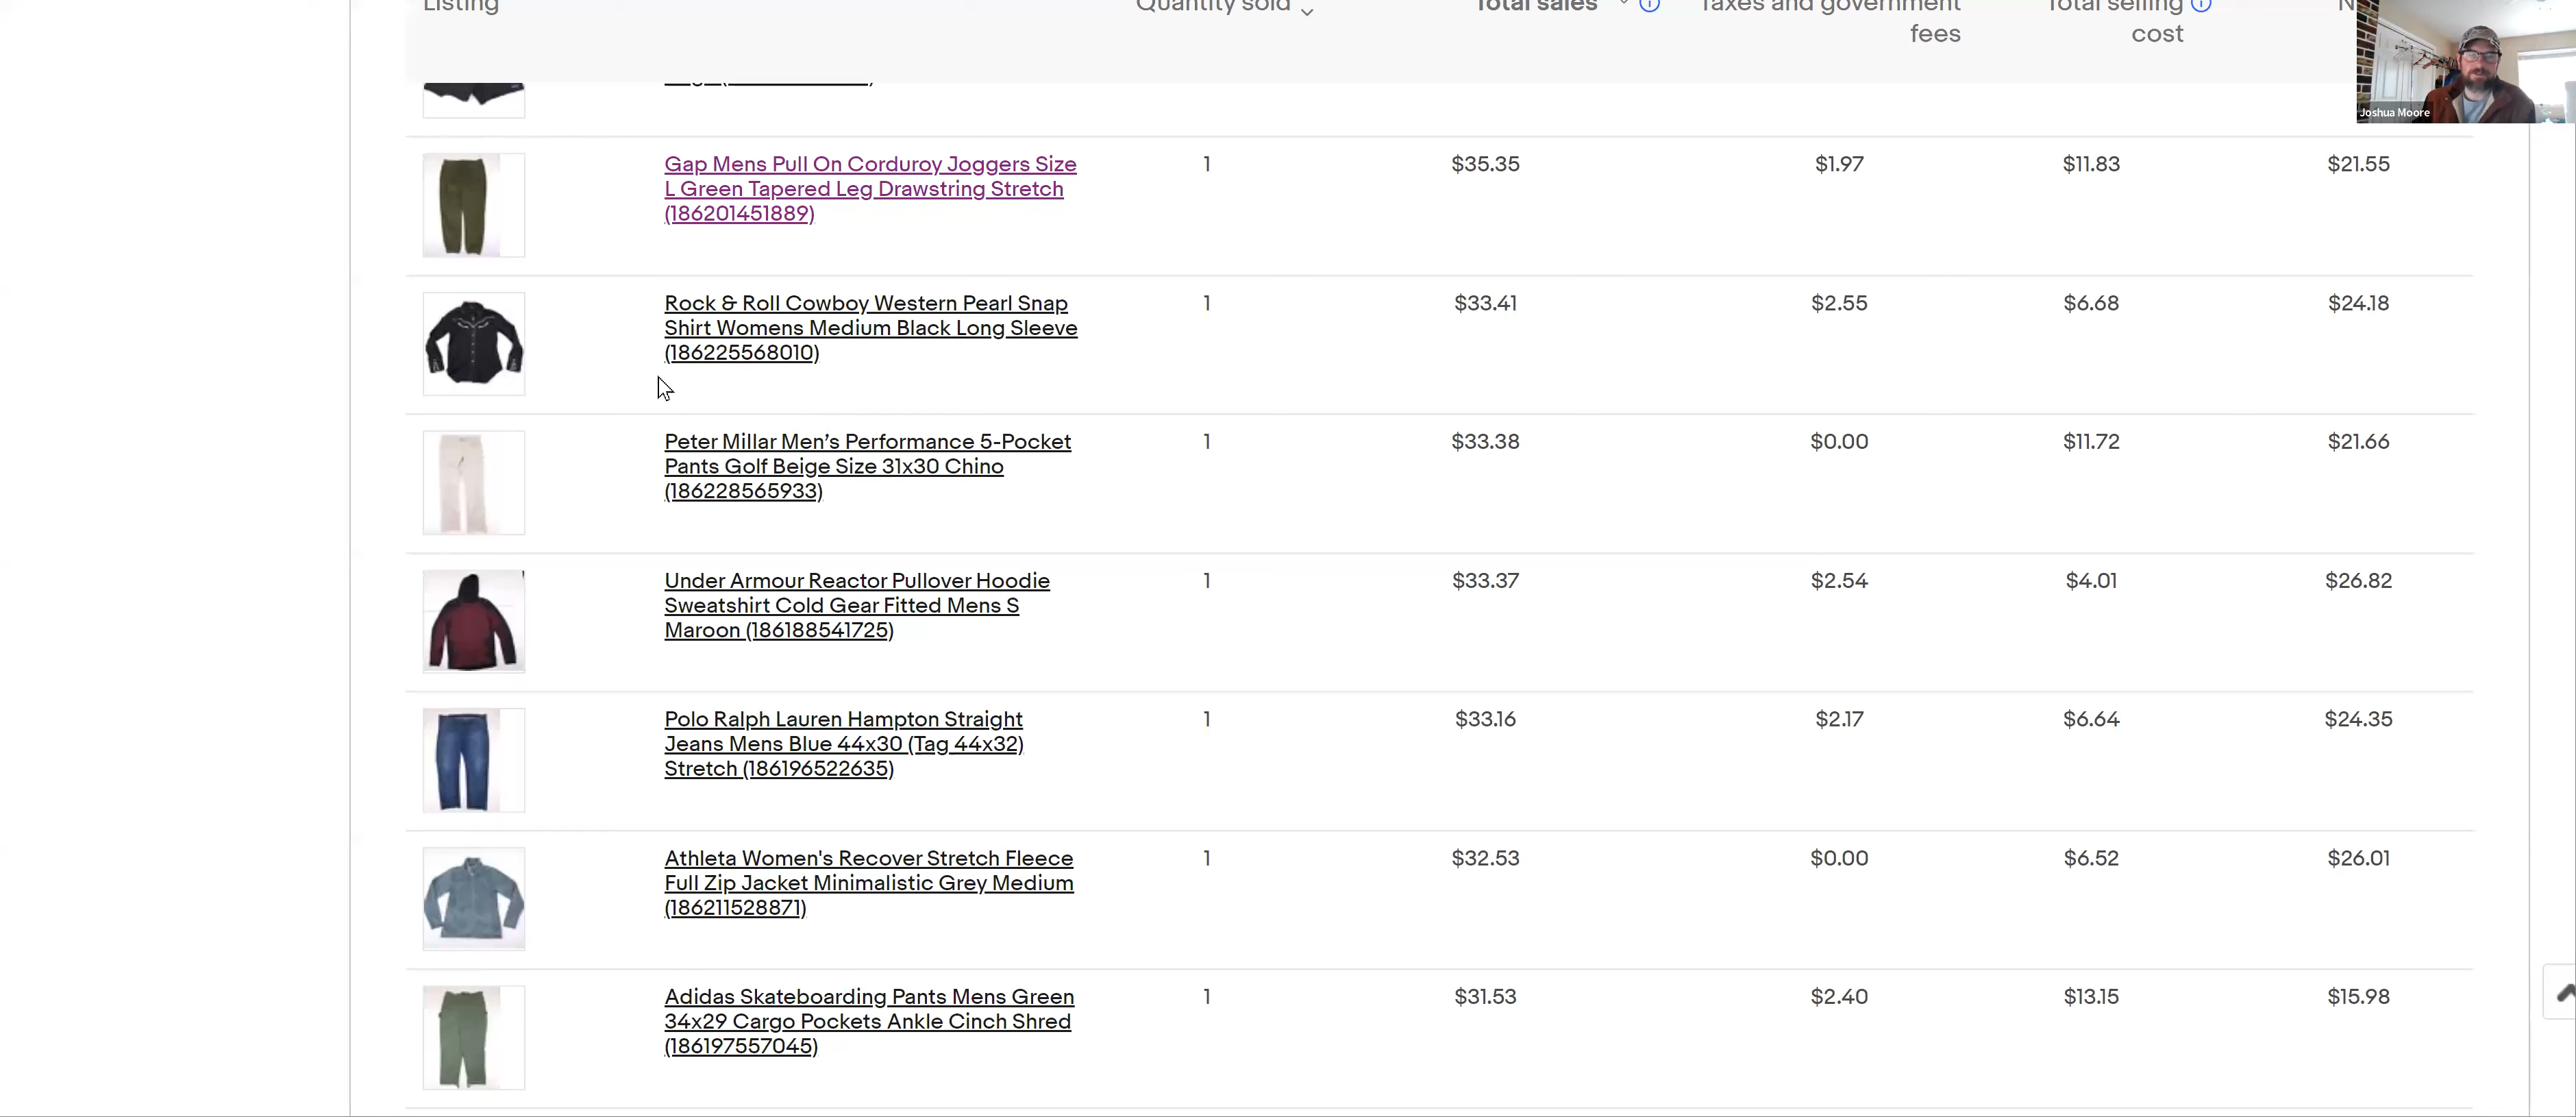 Listing Quantity sold Total sales Taxes and government Total selling N
fees cost
Joshua Moore
Gap Mens Pull On Corduroy Joggers Size 1 $35.35 $1.97 $11.83 $21.55
L Green Tapered Leg Drawstring Stretch
(186201451889)
Rock & Roll Cowboy Western Pearl Snap 1 $33.41 $2.55 $6.68 $24.18
Shirt Womens Medium Black Long Sleeve
(186225568010)
Peter Millar Men’s Performance 5-Pocket 1 $33.38 $0.00 $11.72 $21.66
Pants Golf Beige Size 31x30 Chino
(186228565933)
Under Armour Reactor Pullover Hoodie 1 $33.37 $2.54 $4.01 $26.82
Sweatshirt Cold Gear Fitted Mens S
Maroon (186188541725)
Polo Ralph Lauren Hampton Straight 1 $33.16 $2.17 $6.64 $24.35
Jeans Mens Blue 44x30 (Tag 44x32)
Stretch (186196522635)
Athleta Women's Recover Stretch Fleece 1 $32.53 $0.00 $6.52 $26.01
Full Zip Jacket Minimalistic Grey Medium
(186211528871)
Adidas Skateboarding Pants Mens Green 1 $31.53 $2.40 $13.15 $15.98
34x29 Cargo Pockets Ankle Cinch Shred
(186197557045)